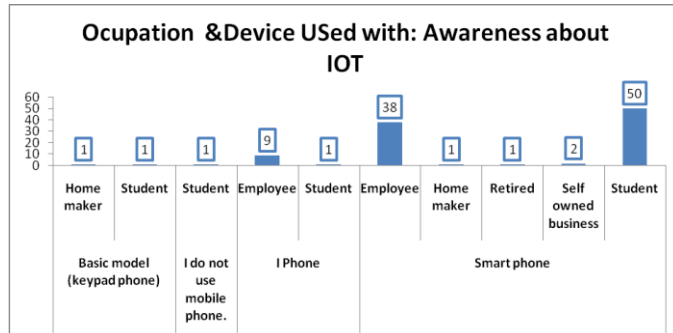 Ocupation &Device USed with: Awareness about
IOT
60
50
40
30
20
10
0
1
1
1
9
1
38
1
1
2
50
Home
maker
Student
Student
Employee
Student
Employee
Home
maker
Retired
Self
owned
business
Student
Basic model
(keypad phone)
I do not
use
mobile
phone.
I Phone
Smart phone